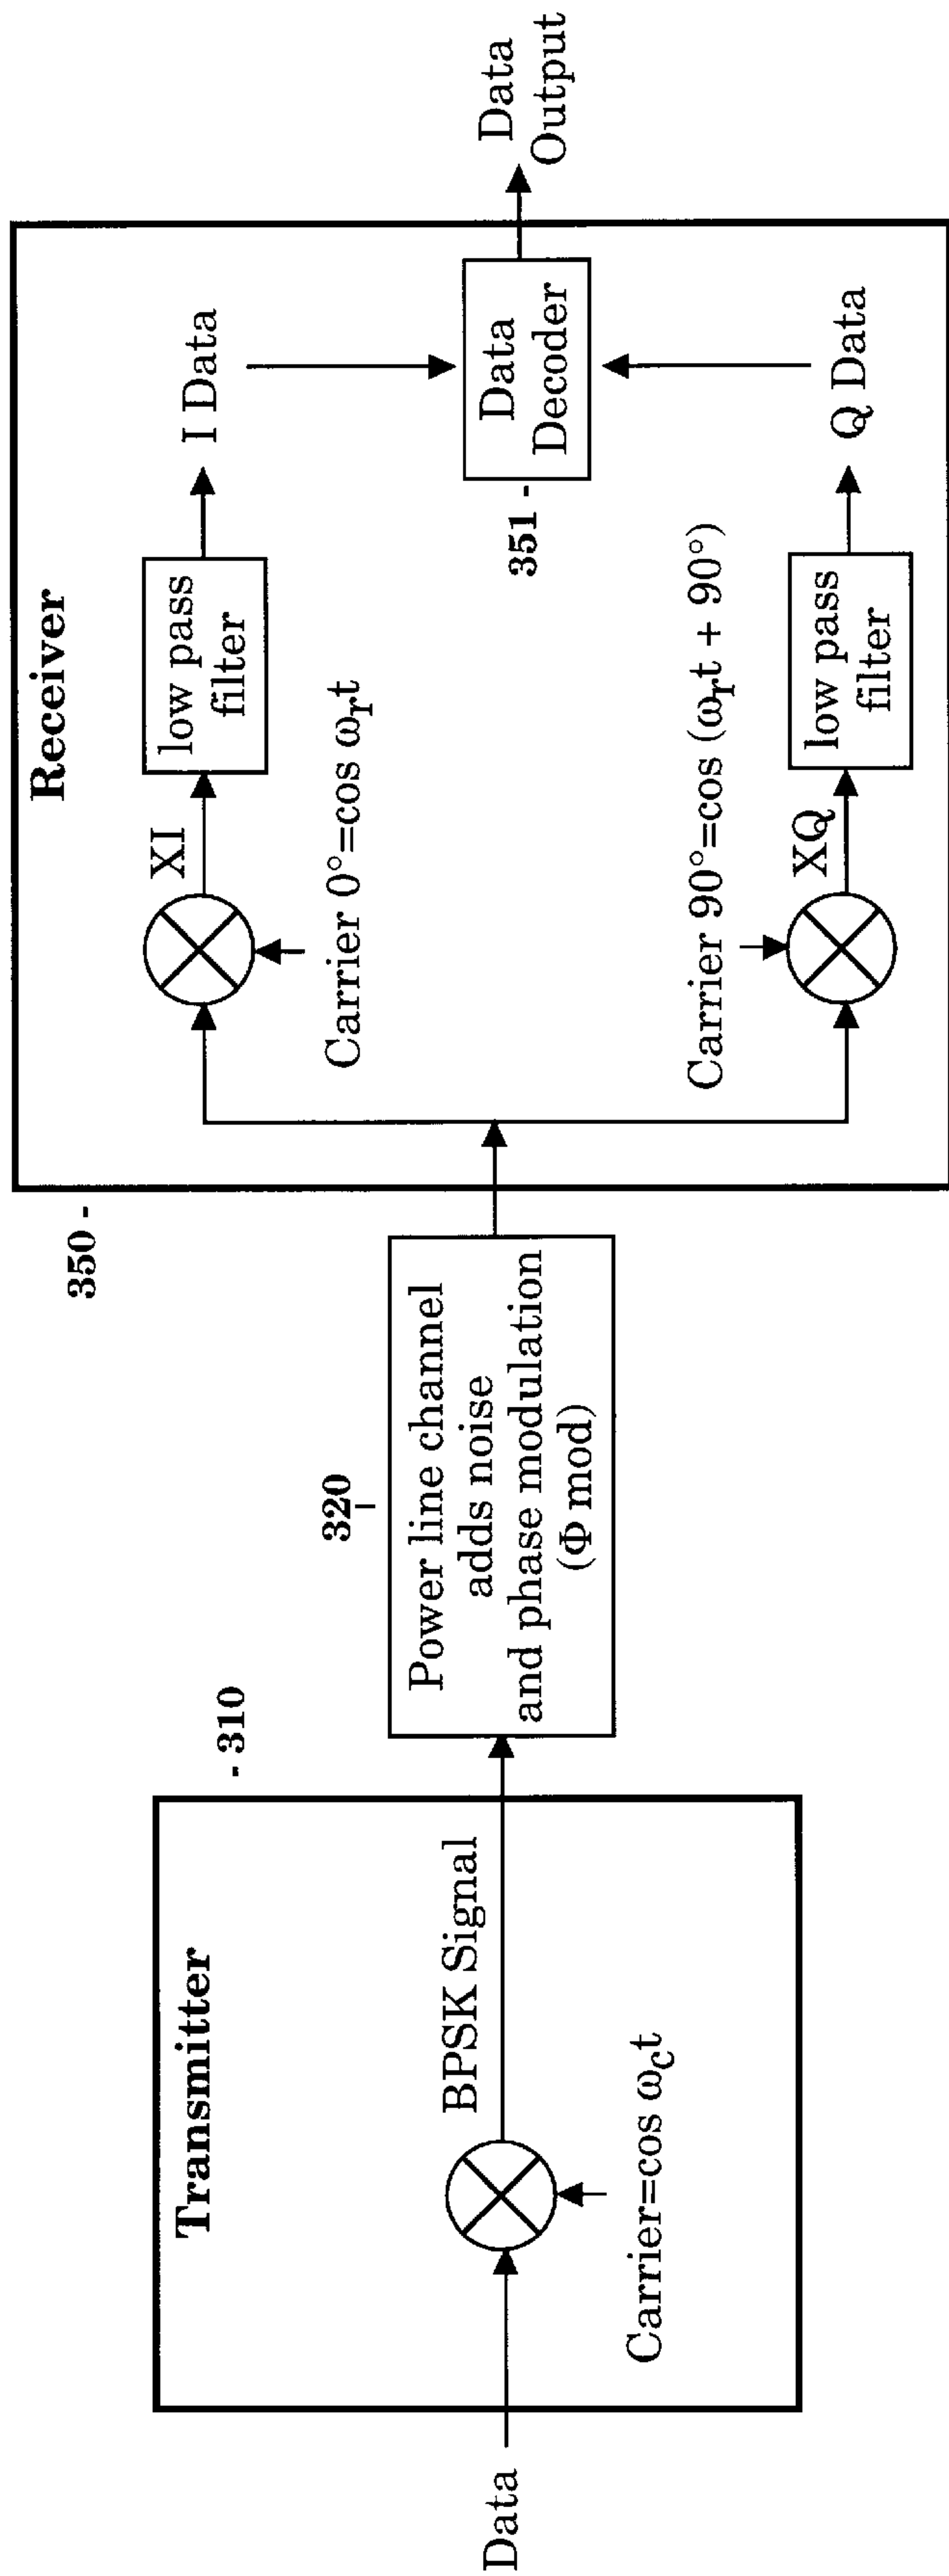 Data
Transmitter
Carrier=cos ωct
BPSK Signal
- 310
320
Power line channel
adds noise
and phase modulation
(Φ mod)
350 -
Receiver
XI
Carrier 0°=cos ωrt
low pass
filter
I Data
Carrier 90°=cos (ωrt + 90°)
XQ
low pass
filter
Q Data
351 -
Data
Decoder
Data
Output